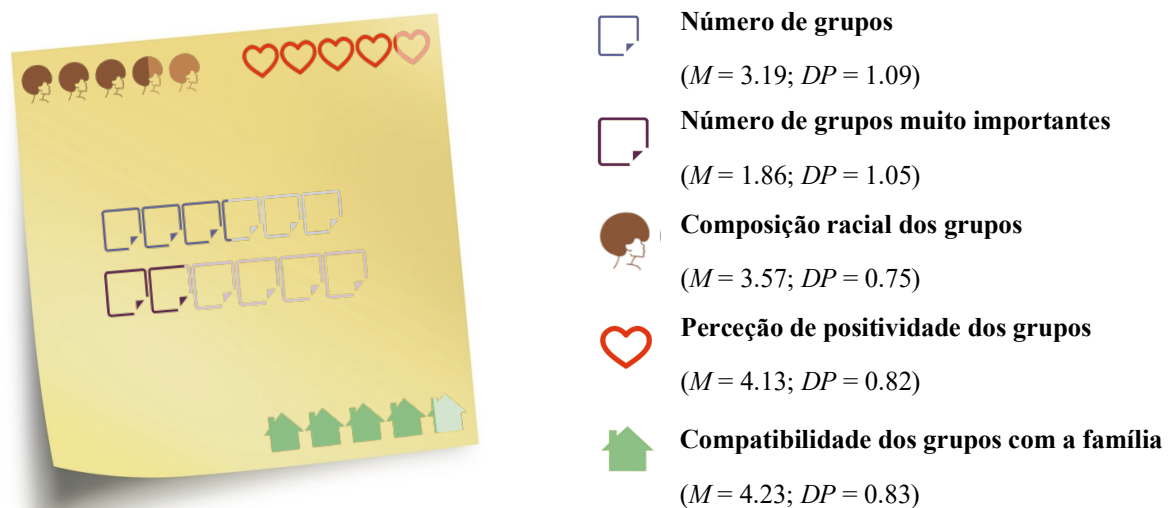 Número de grupos
(M = 3.19; DP = 1.09)
Número de grupos muito importantes
(M = 1.86; DP = 1.05)
Composição racial dos grupos
(M = 3.57; DP = 0.75)
Perceção de positividade dos grupos
(M = 4.13; DP = 0.82)
Compatibilidade dos grupos com a família
(M = 4.23; DP = 0.83)